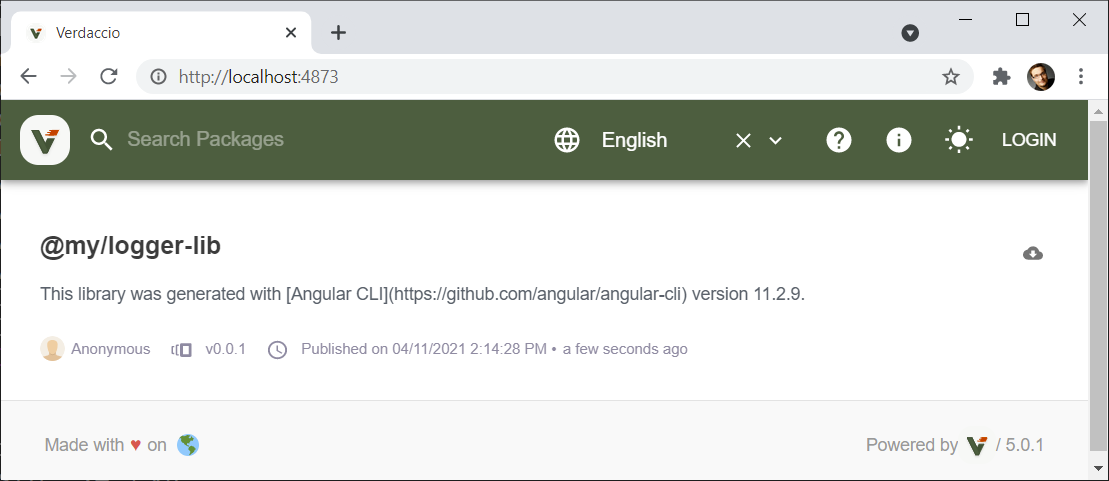 Verdaccio
http://localhost:4873
Search Packages English LOGIN
@my/logger-lib
This library was generated with [Angular CLI](https://github.com/angular/angular-cli) version 11.2.9.
Anonymous v0.0.1 Published on 04/11/2021 2:14:28 PM • a few seconds ago
Made with ♥ on 🌎 Powered by / 5.0.1